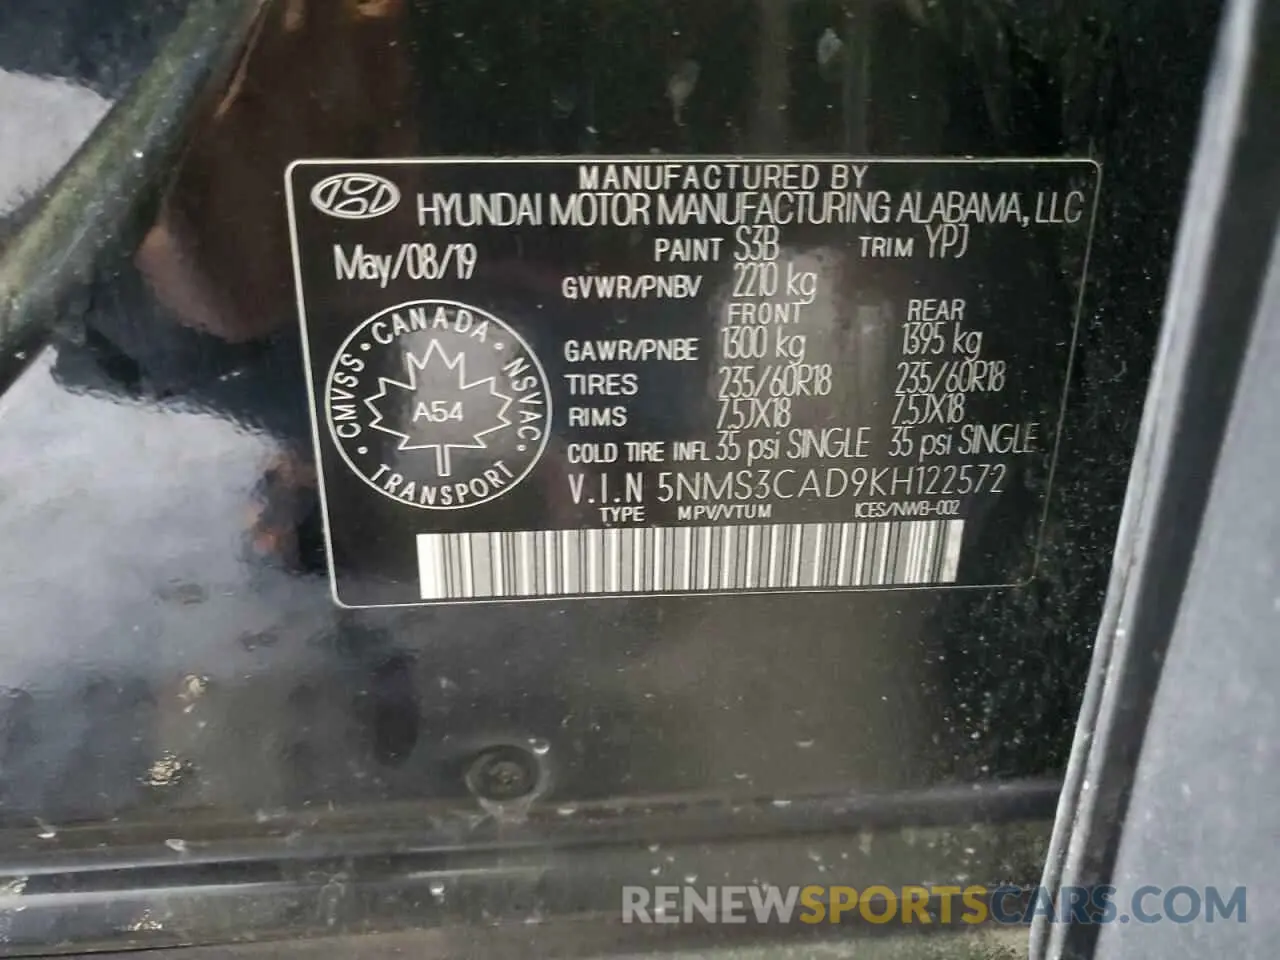 MANUFACTURED BY
HYUNDAI MOTOR MANUFACTURING ALABAMA, LLC
May/08/19
PAINT S3B TRIM YPJ
GVWR/PNBV 2210 kg
FRONT REAR
GAWR/PNBE 1300 kg 1395 kg
TIRES 235/60R18 235/60R18
RIMS 7.5JX18 7.5JX18
COLD TIRE INFL 35 psi SINGLE 35 psi SINGLE
V.I.N 5NMS3CAD9KH122572
TYPE MPV/VTUM ICES/NWB-002
CMVSS • CANADA • NSVAC •
A54
TRANSPORT
RENEWSPORTSCARS.COM